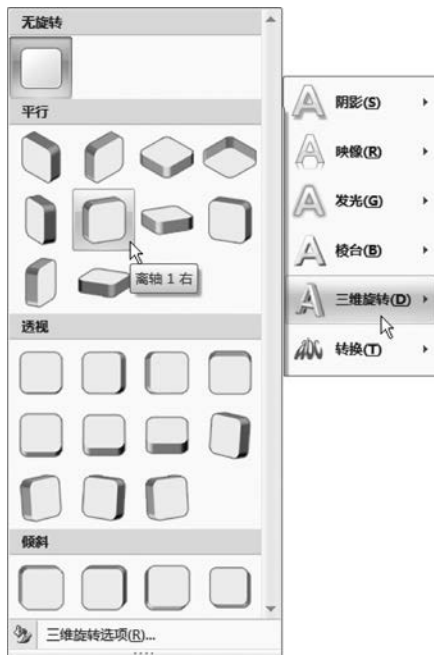 无旋转
平行
离轴 1 右
透视
倾斜
三维旋转选项(R)...
阴影(S)
映像(R)
发光(G)
棱台(B)
三维旋转(D)
转换(T)